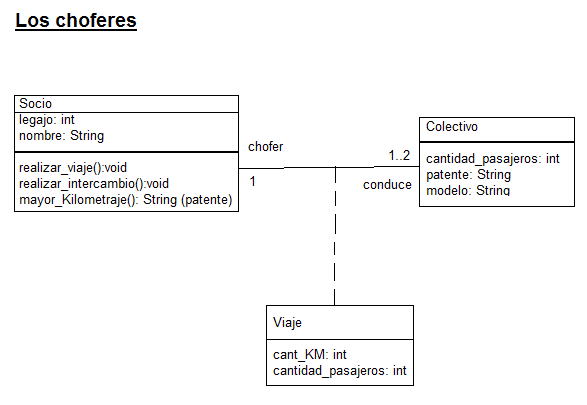 Los choferes
Socio
legajo: int
nombre: String
realizar_viaje():void
realizar_intercambio():void
mayor_Kilometraje(): String (patente)
chofer
1
1..2
conduce
Colectivo
cantidad_pasajeros: int
patente: String
modelo: String
Viaje
cant_KM: int
cantidad_pasajeros: int